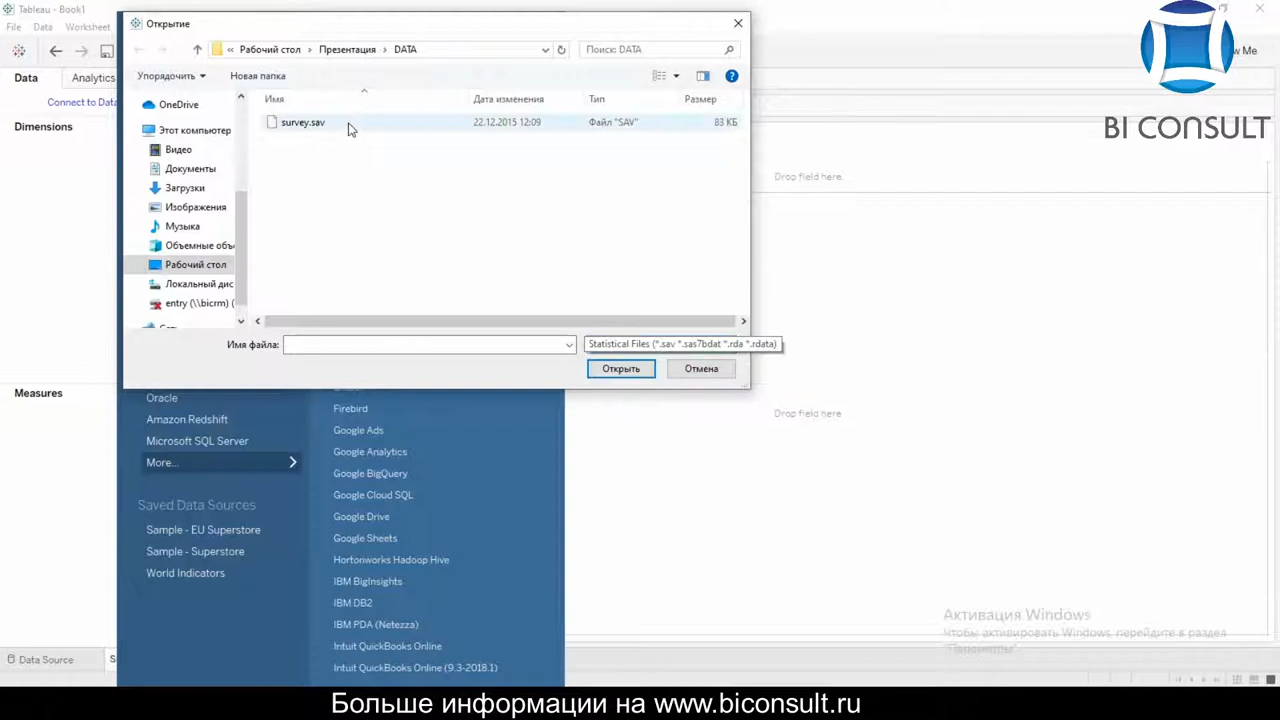 Tableau - Book1
File Data Worksheet
Открытие
« Рабочий стол › Презентация › DATA
Поиск: DATA
Упорядочить
Новая папка
Data
Analytics
Connect to Data
Dimensions
Measures
OneDrive
Этот компьютер
Видео
Документы
Загрузки
Изображения
Музыка
Объемные объ
Рабочий стол
Локальный дис
entry (\\bicrm) (
Имя Дата изменения Тип Размер
survey.sav 22.12.2015 12:09 Файл "SAV" 83 КБ
Имя файла:
Statistical Files (*.sav *.sas7bdat *.rda *.rdata)
Открыть Отмена
w Me
BI CONSULT
Drop field here
Drop field here
Oracle
Amazon Redshift
Microsoft SQL Server
More...
Saved Data Sources
Sample - EU Superstore
Sample - Superstore
World Indicators
Firebird
Google Ads
Google Analytics
Google BigQuery
Google Cloud SQL
Google Drive
Google Sheets
Hortonworks Hadoop Hive
IBM BigInsights
IBM DB2
IBM PDA (Netezza)
Intuit QuickBooks Online
Intuit QuickBooks Online (9.3-2018.1)
Активация Windows
Чтобы активировать Windows, перейдите в раздел
"Параметры"
Data Source
Больше информации на www.biconsult.ru